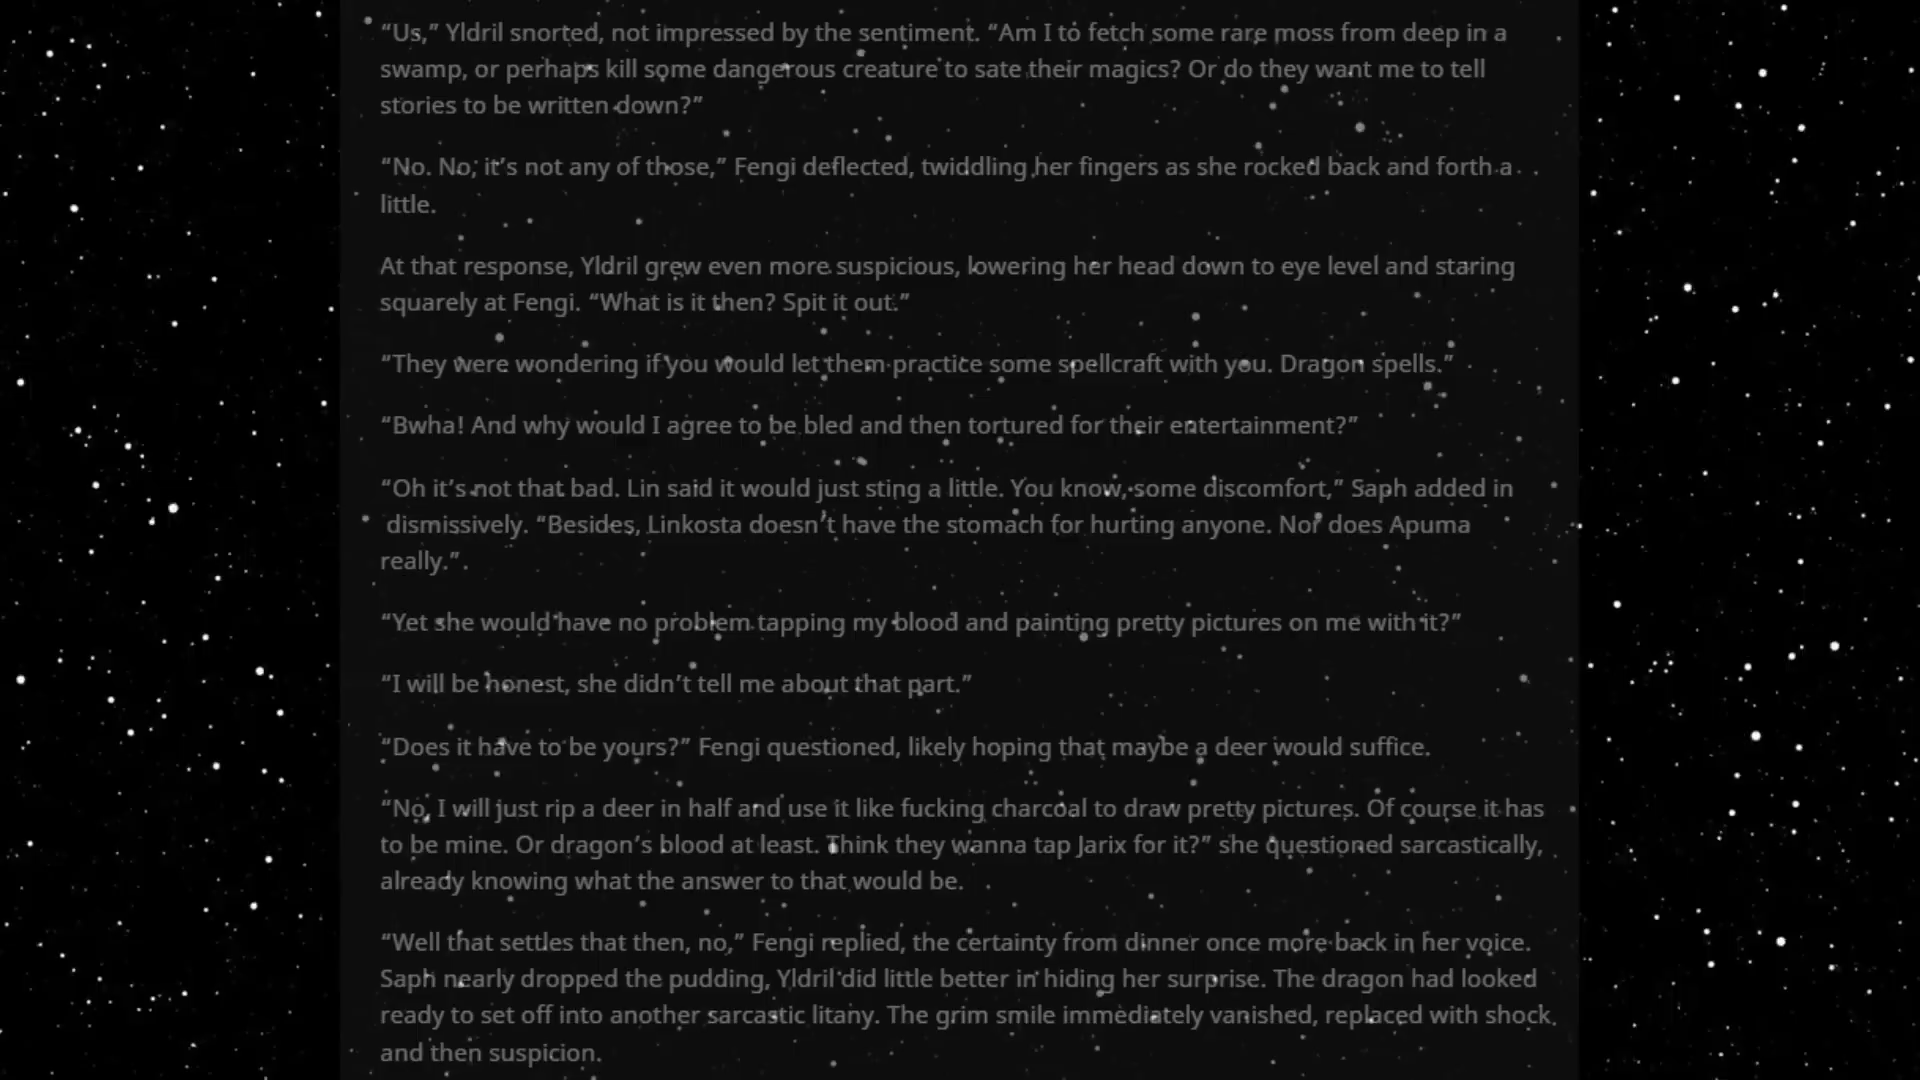 “Us,” Yldril snorted, not impressed by the sentiment. “Am I to fetch some rare moss from deep in a
swamp, or perhaps kill some dangerous creature to sate their magics? Or do they want me to tell
stories to be written down?”
“No. No, it’s not any of those,” Fengi deflected, twiddling her fingers as she rocked back and forth a
little.
At that response, Yldril grew even more suspicious, lowering her head down to eye level and staring
squarely at Fengi. “What is it then? Spit it out.”
“They were wondering if you would let them practice some spellcraft with you. Dragon spells.”
“Bwha! And why would I agree to be bled and then tortured for their entertainment?”
“Oh it’s not that bad. Lin said it would just sting a little. You know, some discomfort,” Saph added in
dismissively. “Besides, Linkosta doesn’t have the stomach for hurting anyone. Nor does Apuma
really.”.
“Yet she would have no problem tapping my blood and painting pretty pictures on me with it?”
“I will be honest, she didn’t tell me about that part.”
“Does it have to be yours?” Fengi questioned, likely hoping that maybe a deer would suffice.
“No, I will just rip a deer in half and use it like fucking charcoal to draw pretty pictures. Of course it has
to be mine. Or dragon’s blood at least. Think they wanna tap Jarix for it?” she questioned sarcastically,
already knowing what the answer to that would be.
“Well that settles that then, no,” Fengi replied, the certainty from dinner once more back in her voice.
Saph nearly dropped the pudding, Yldril did little better in hiding her surprise. The dragon had looked
ready to set off into another sarcastic litany. The grim smile immediately vanished, replaced with shock
and then suspicion.